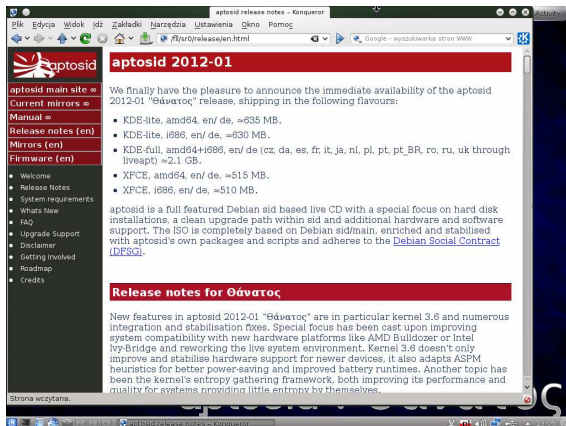 aptosid release notes – Konqueror
Activity
Plik Edycja Widok Idź Zakładki Narzędzia Ustawienia Okno Pomoc
/fll/sr0/release/en.html
Google - wyszukiwarka stron WWW
aptosid
aptosid main site ∞
Current mirrors ∞
Manual ∞
Release notes (en)
Mirrors (en)
Firmware (en)
Welcome
Release Notes
System requirements
Whats New
FAQ
Upgrade Support
Disclaimer
Getting Involved
Roadmap
Credits
aptosid 2012-01
We finally have the pleasure to announce the immediate availability of the aptosid
2012-01 "Θάνατος" release, shipping in the following flavours:
• KDE-lite, amd64, en/ de, ≈635 MB.
• KDE-lite, i686, en/ de, ≈630 MB.
• KDE-full, amd64+i686, en/ de (cz, da, es, fr, it, ja, nl, pl, pt, pt_BR, ro, ru, uk through
liveapt) ≈2.1 GB.
• XFCE, amd64, en/ de, ≈515 MB.
• XFCE, i686, en/ de, ≈510 MB.
aptosid is a full featured Debian sid based live CD with a special focus on hard disk
installations, a clean upgrade path within sid and additional hardware and software
support. The ISO is completely based on Debian sid/main, enriched and stabilised
with aptosid's own packages and scripts and adheres to the Debian Social Contract
(DFSG).
Release notes for Θάνατος
New features in aptosid 2012-01 "Θάνατος" are in particular kernel 3.6 and numerous
integration and stabilisation fixes. Special focus has been cast upon improving
system compatibility with new hardware platforms like AMD Bulldozer or Intel
Ivy-Bridge and reworking the live system environment. Kernel 3.6 doesn't only
improve and stabilise hardware support for newer devices, it also adapts ASPM
heuristics for better power-saving and improved battery runtimes. Another topic has
been the kernel's entropy gathering framework, both improving its performance and
quality for systems providing little entropy by themselves.
Strona wczytana.
aptosid release notes – Konqueror